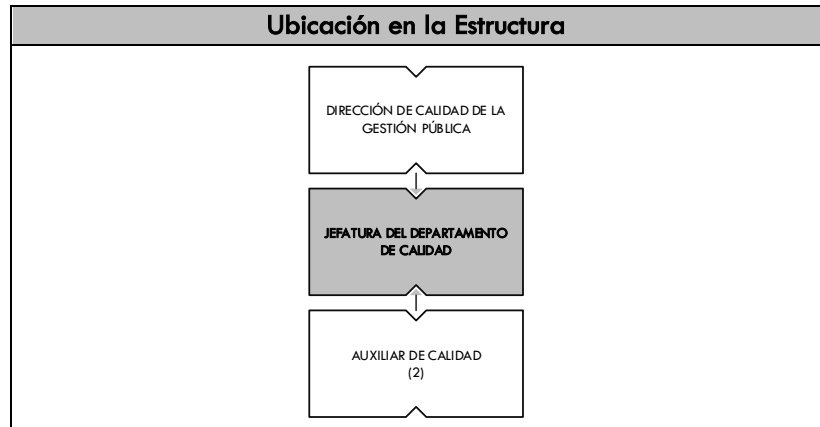 Ubicación en la Estructura
DIRECCIÓN DE CALIDAD DE LA
GESTIÓN PÚBLICA
JEFATURA DEL DEPARTAMENTO
DE CALIDAD
AUXILIAR DE CALIDAD
(2)